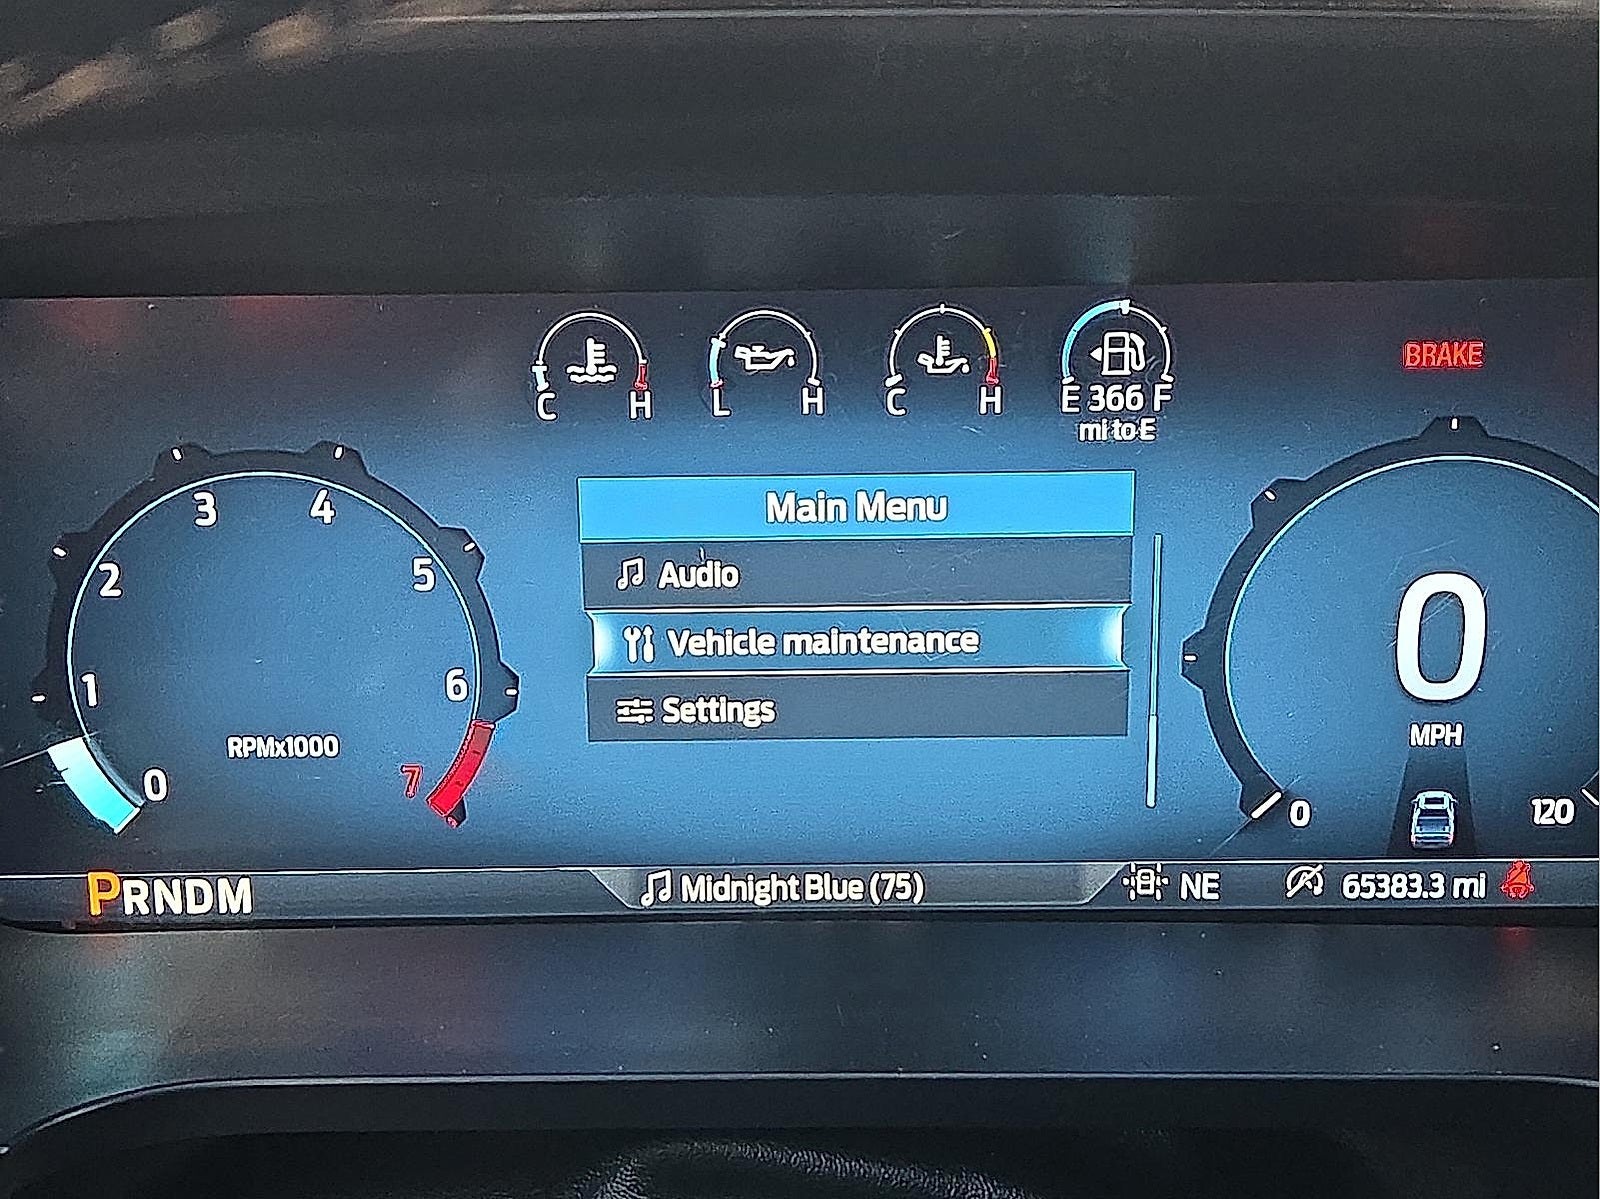 C H
L H
C H
E 366 F
mi to E
BRAKE
Main Menu
Audio
Vehicle maintenance
Settings
0
1
2
3
4
5
6
7
RPMx1000
0
MPH
0
120
PRNDM
Midnight Blue (75)
NE
65383.3 mi